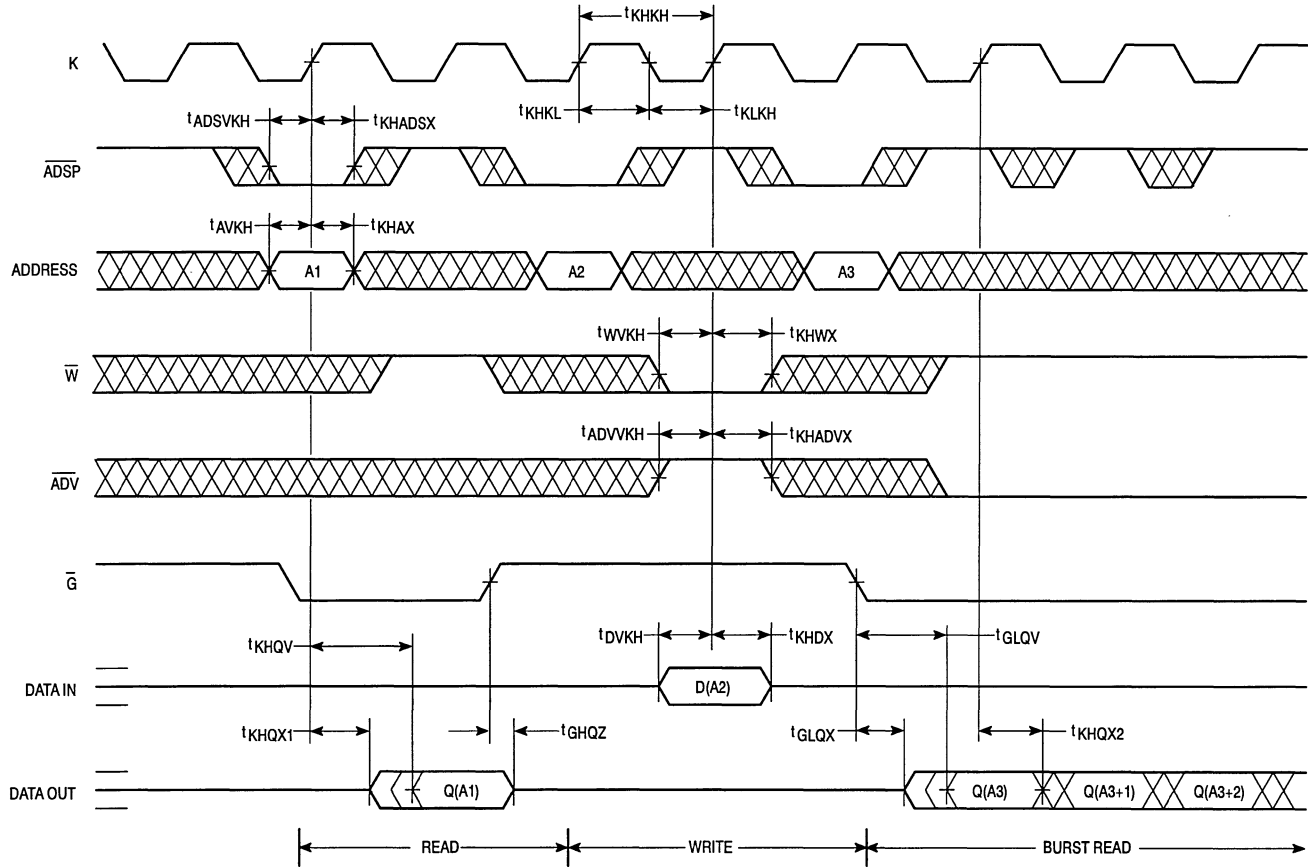 tKHKH
K
tKHKL
tKLKH
tADSVKH
tKHADSX
ADSP
tAVKH
tKHAX
ADDRESS
A1
A2
A3
tWVKH
tKHWX
W
tADVVKH
tKHADVX
ADV
G
tDVKH
tKHDX
tGLQV
tKHQV
DATA IN
D(A2)
tKHQX1
tGHQZ
tGLQX
tKHQX2
DATA OUT
Q(A1)
Q(A3)
Q(A3+1)
Q(A3+2)
READ
WRITE
BURST READ